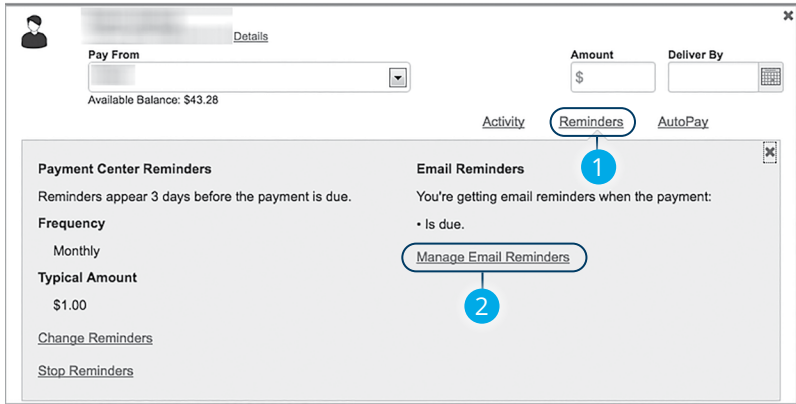 Details
Pay From
Amount
Deliver By
$
Available Balance: $43.28
Activity
Reminders
AutoPay
1
Payment Center Reminders
Reminders appear 3 days before the payment is due.
Frequency
Monthly
Typical Amount
$1.00
Change Reminders
Stop Reminders
Email Reminders
You're getting email reminders when the payment:
• Is due.
Manage Email Reminders
2